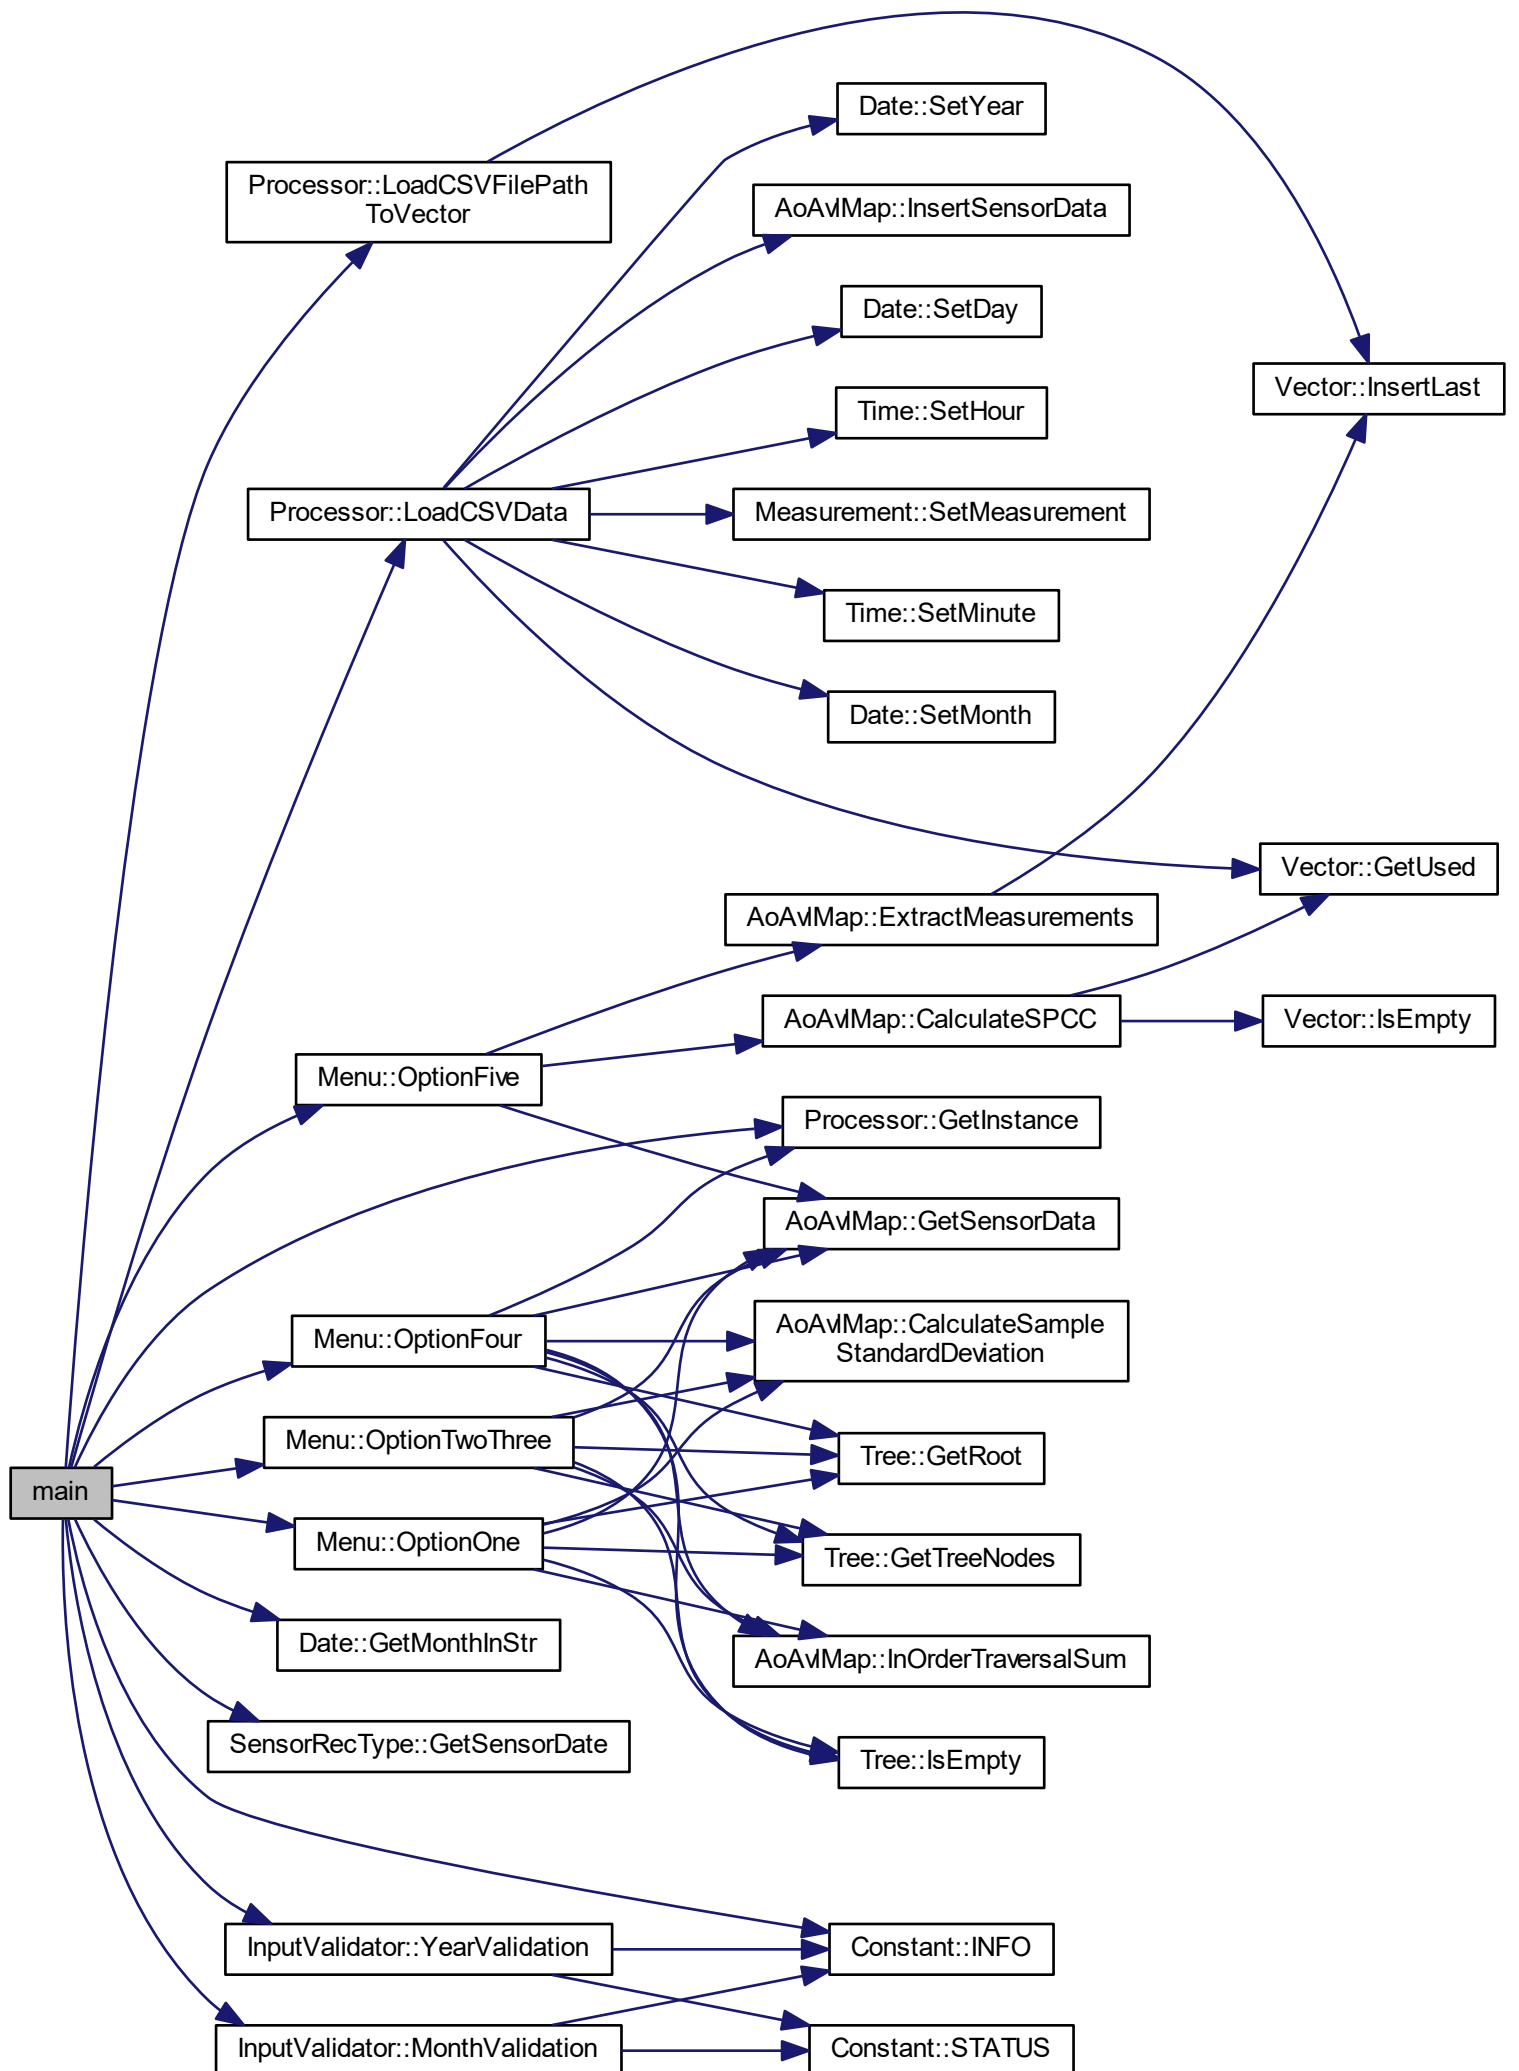 Date::SetYear
Processor::LoadCSVFilePath
ToVector
AoAvlMap::InsertSensorData
Date::SetDay
Vector::InsertLast
Time::SetHour
Processor::LoadCSVData
Measurement::SetMeasurement
Time::SetMinute
Date::SetMonth
Vector::GetUsed
AoAvlMap::ExtractMeasurements
AoAvlMap::CalculateSPCC
Vector::IsEmpty
Menu::OptionFive
Processor::GetInstance
AoAvlMap::GetSensorData
Menu::OptionFour
AoAvlMap::CalculateSample
StandardDeviation
Menu::OptionTwoThree
Tree::GetRoot
main
Menu::OptionOne
Tree::GetTreeNodes
Date::GetMonthInStr
AoAvlMap::InOrderTraversalSum
SensorRecType::GetSensorDate
Tree::IsEmpty
InputValidator::YearValidation
Constant::INFO
InputValidator::MonthValidation
Constant::STATUS